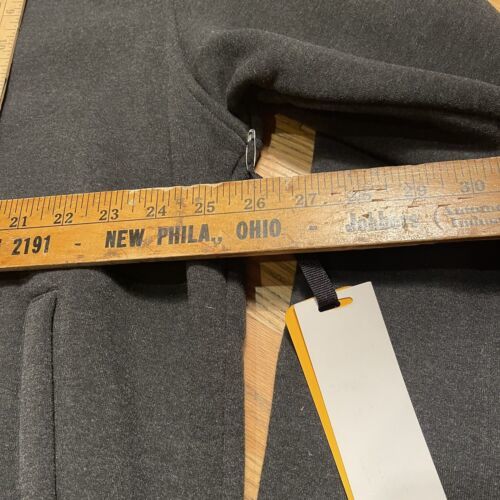 21 22 23 24 25 26 27 28 29 30
2191 - NEW PHILA., OHIO - Jobbers